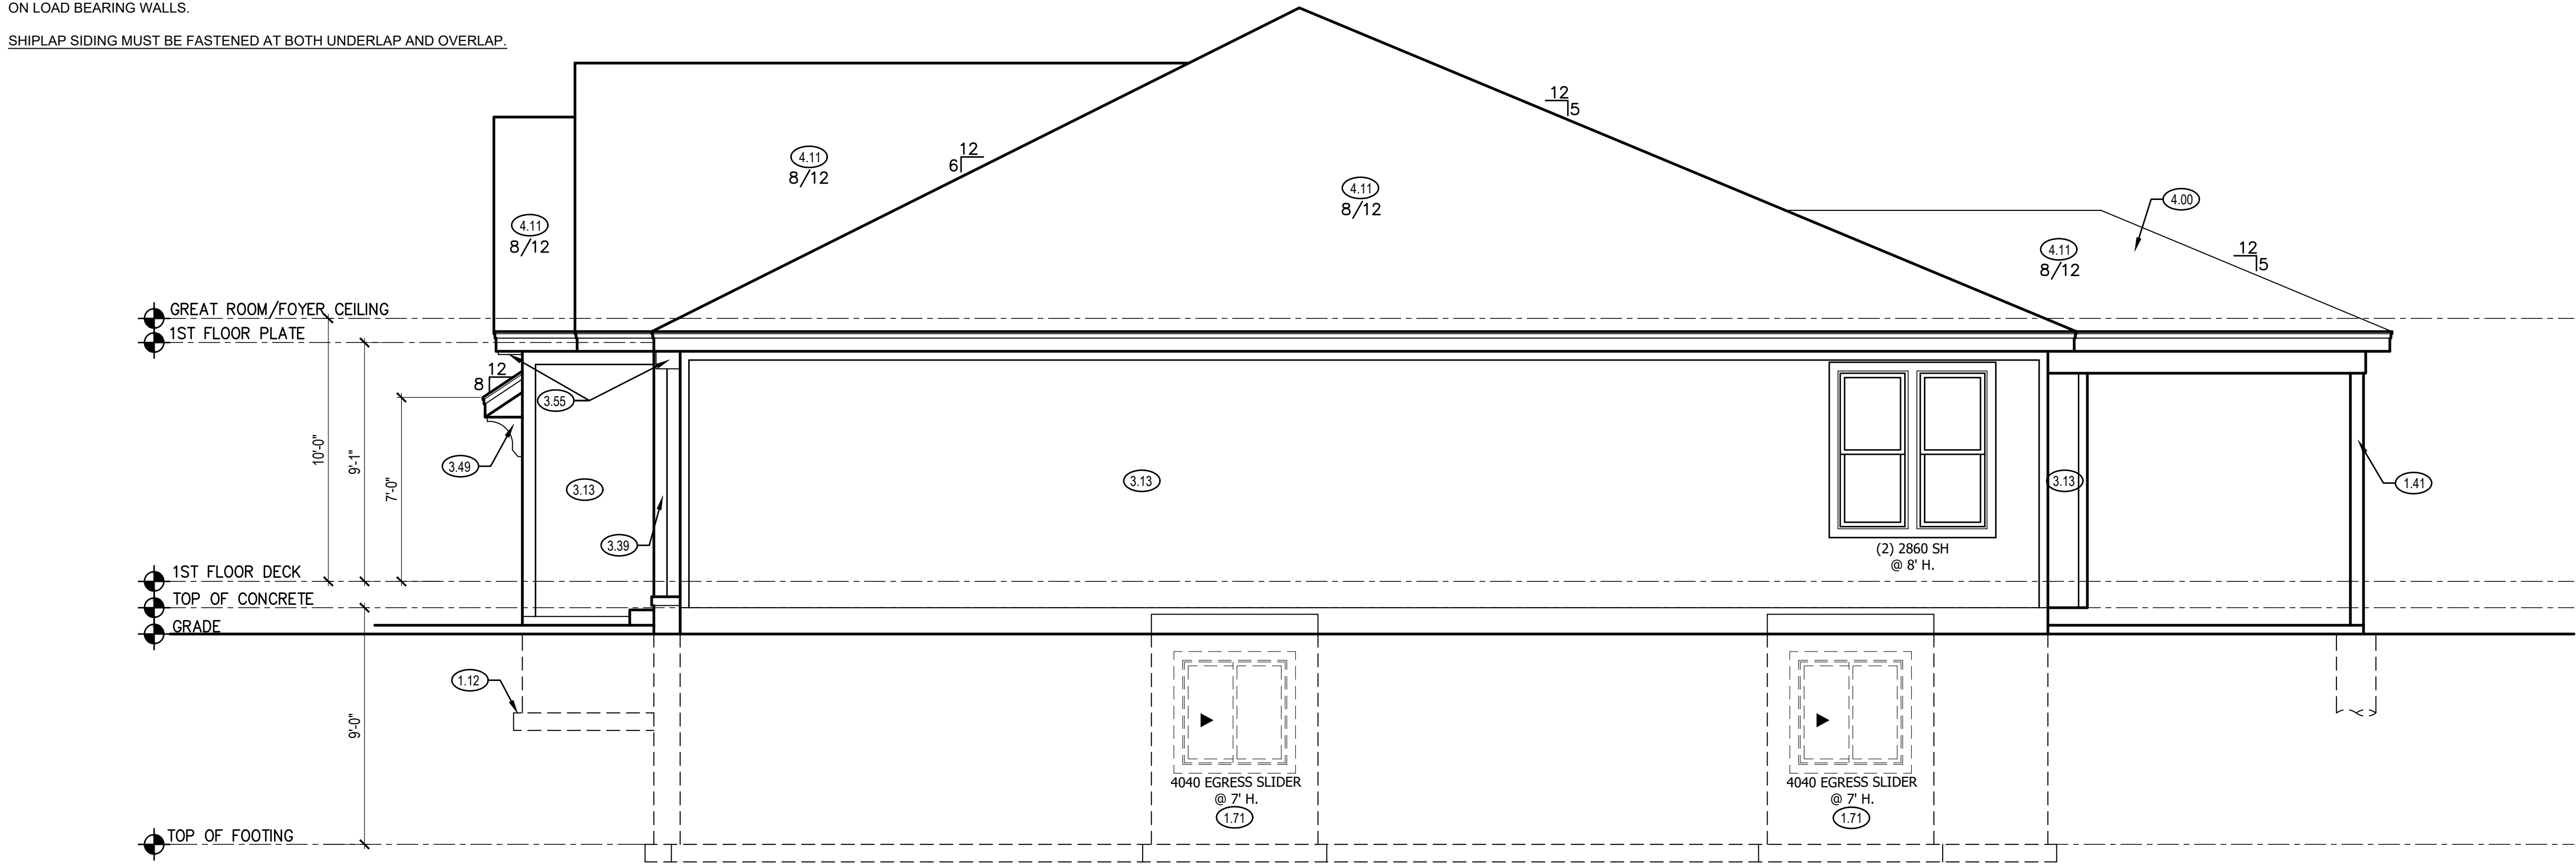 ON LOAD BEARING WALLS.
SHIPLAP SIDING MUST BE FASTENED AT BOTH UNDERLAP AND OVERLAP.
12
5
12
6
4.11
8/12
4.11
8/12
4.11
8/12
4.00
4.11
8/12
12
5
GREAT ROOM/FOYER CEILING
1ST FLOOR PLATE
12
8
3.55
10'-0"
9'-1"
7'-0"
3.49
3.13
3.13
3.13
1.41
3.39
(2) 2860 SH
@ 8' H.
1ST FLOOR DECK
TOP OF CONCRETE
GRADE
1.12
9'-0"
4040 EGRESS SLIDER
@ 7' H.
1.71
4040 EGRESS SLIDER
@ 7' H.
1.71
TOP OF FOOTING